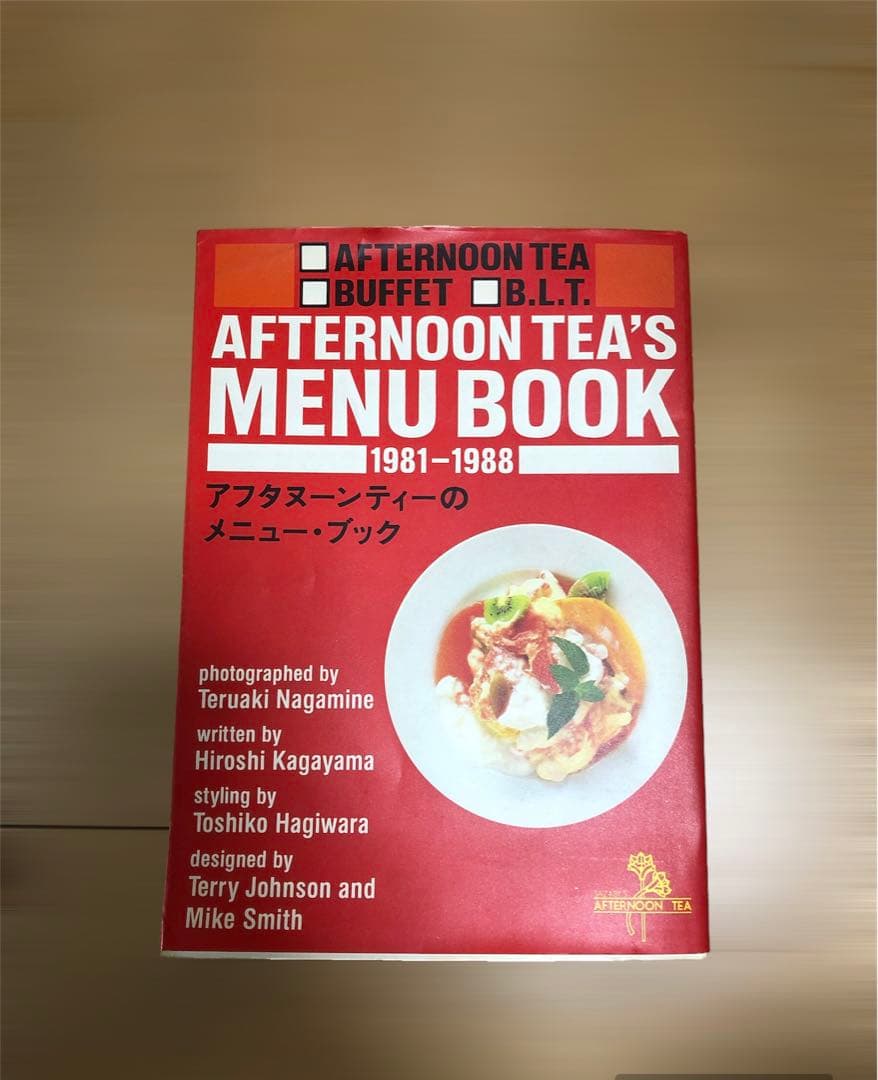 AFTERNOON TEA
BUFFET B.L.T.
AFTERNOON TEA'S
MENU BOOK
1981–1988
アフタヌーンティーの
メニュー・ブック
photographed by
Teruaki Nagamine
written by
Hiroshi Kagayama
styling by
Toshiko Hagiwara
designed by
Terry Johnson and
Mike Smith
AFTERNOON TEA